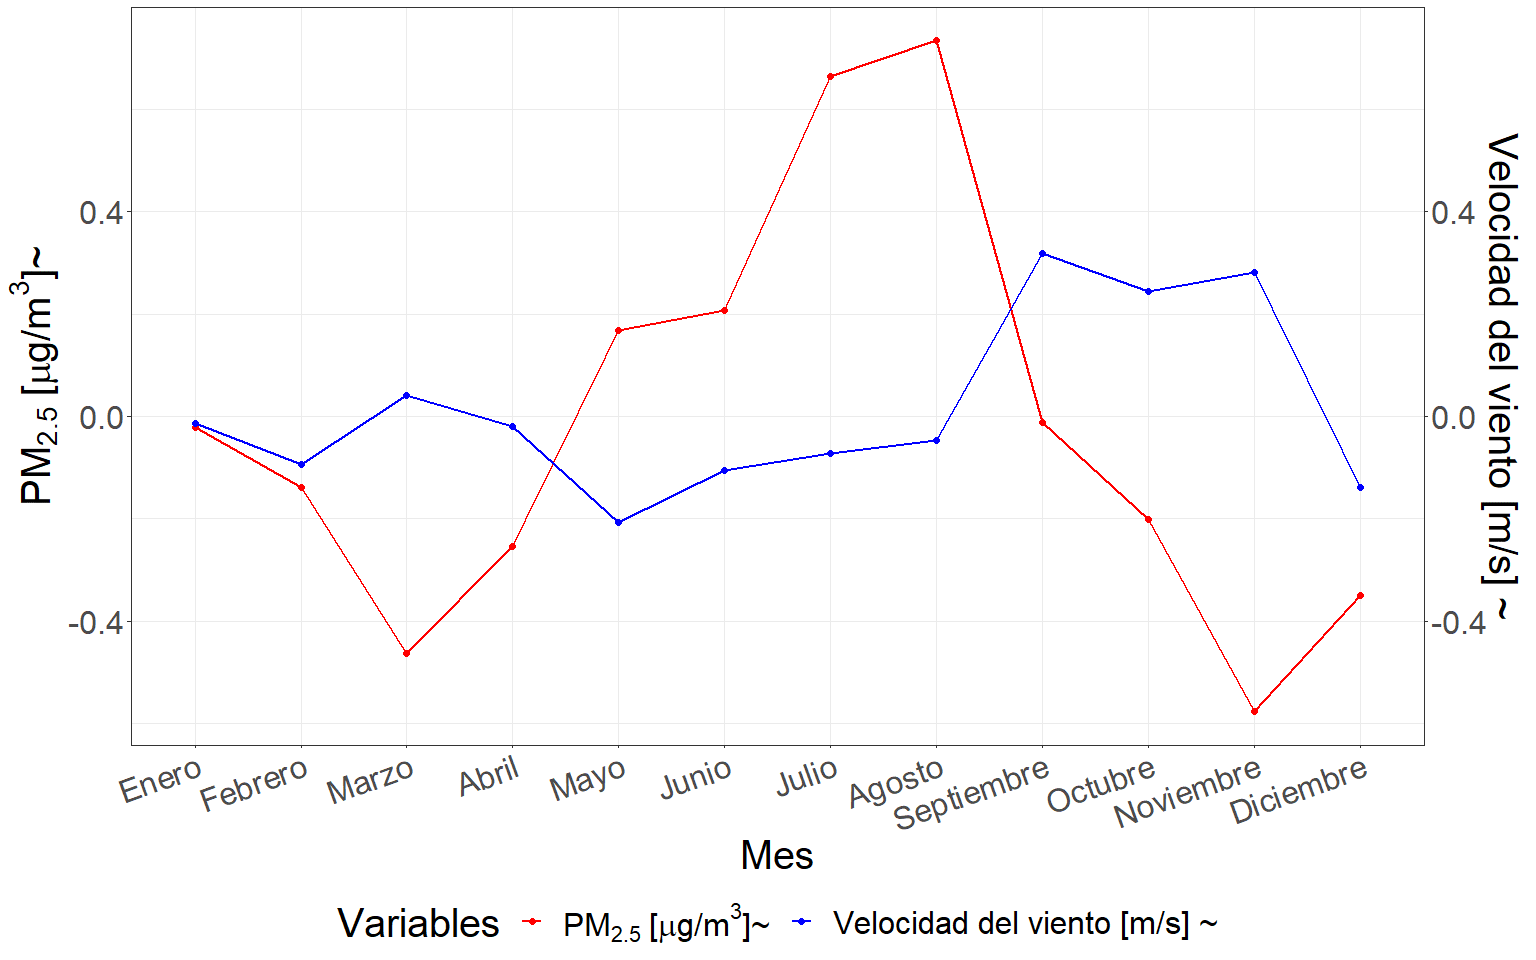 PM2.5 [μg/m3]~
0.4
0.0
-0.4
0.4
0.0
-0.4
Velocidad del viento [m/s] ~
Enero
Febrero
Marzo
Abril
Mayo
Junio
Julio
Agosto
Septiembre
Octubre
Noviembre
Diciembre
Mes
Variables PM2.5 [μg/m3]~ Velocidad del viento [m/s] ~